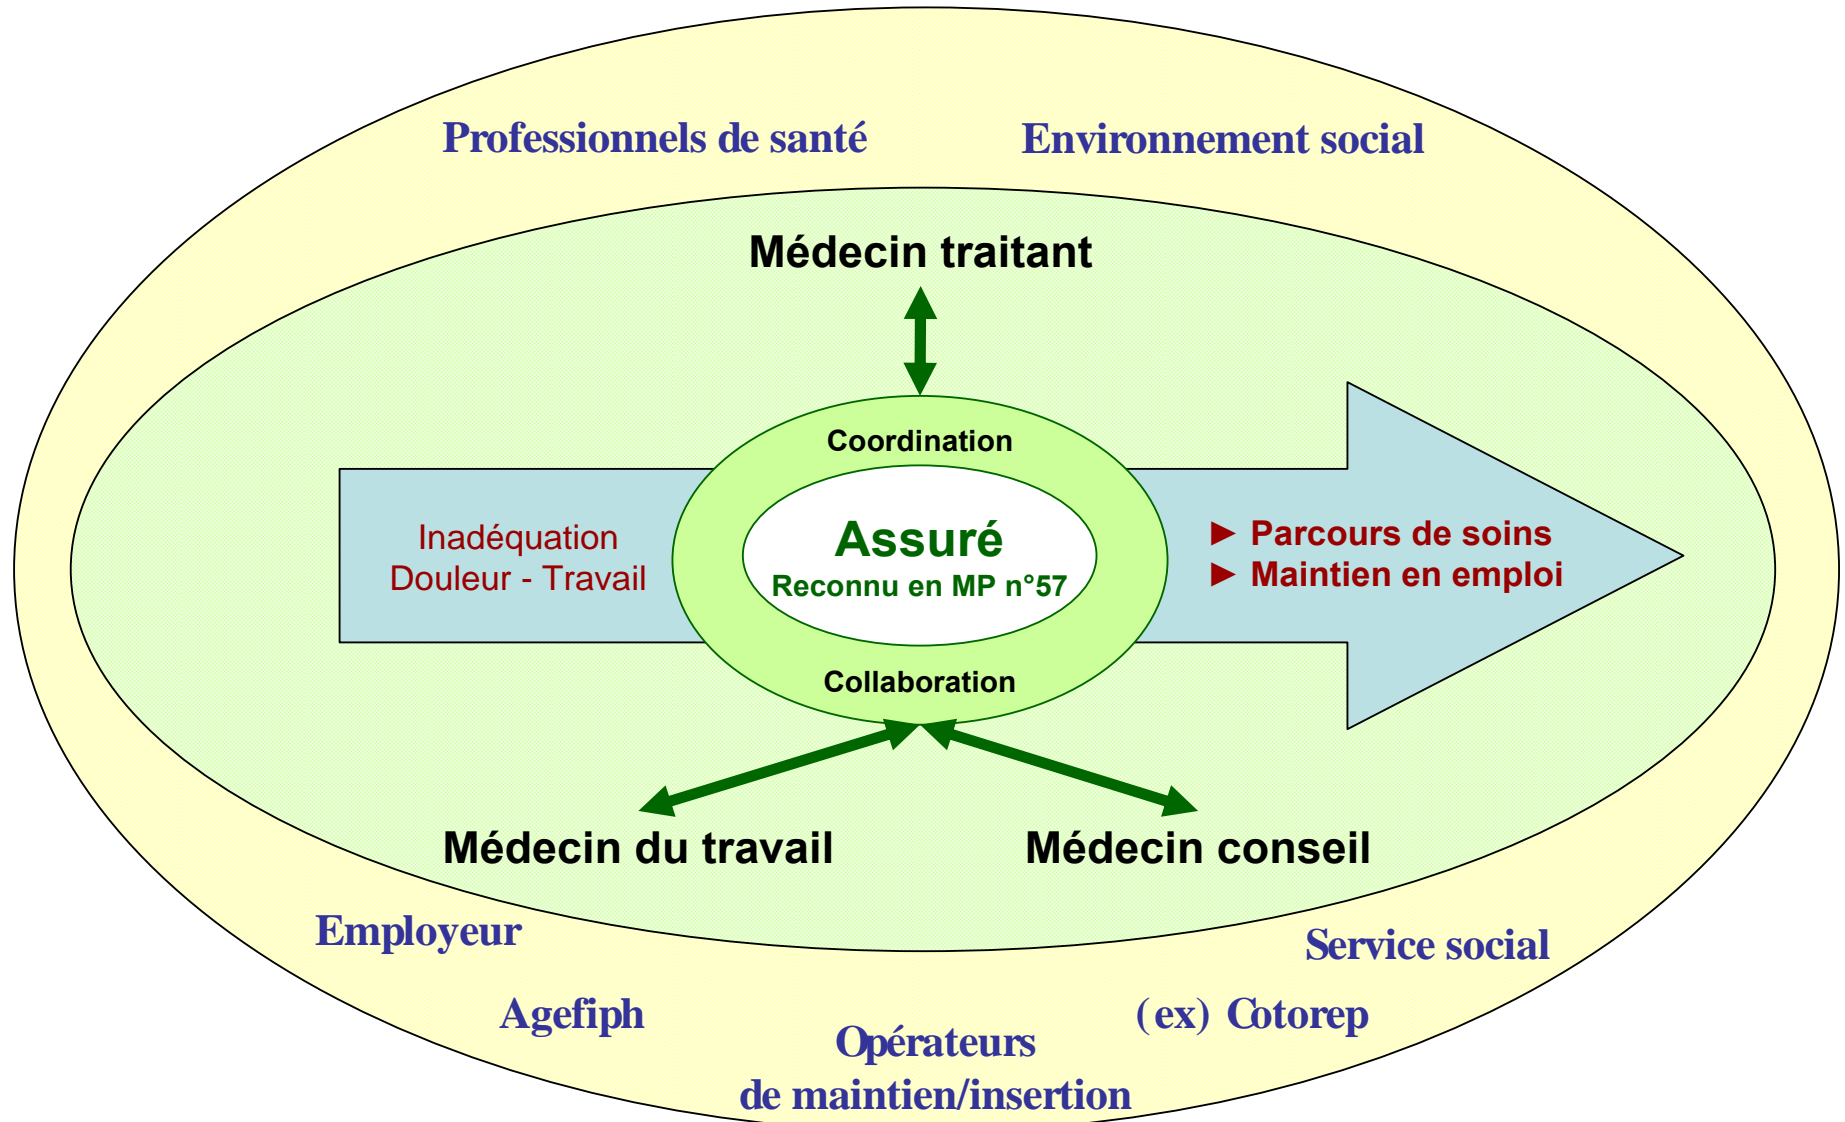 Professionnels de santé
Environnement social
Médecin traitant
Coordination
Inadéquation
Douleur - Travail
Assuré
Reconnu en MP n°57
► Parcours de soins
► Maintien en emploi
Collaboration
Médecin du travail
Médecin conseil
Employeur
Service social
Agefiph
(ex) Cotorep
Opérateurs
de maintien/insertion